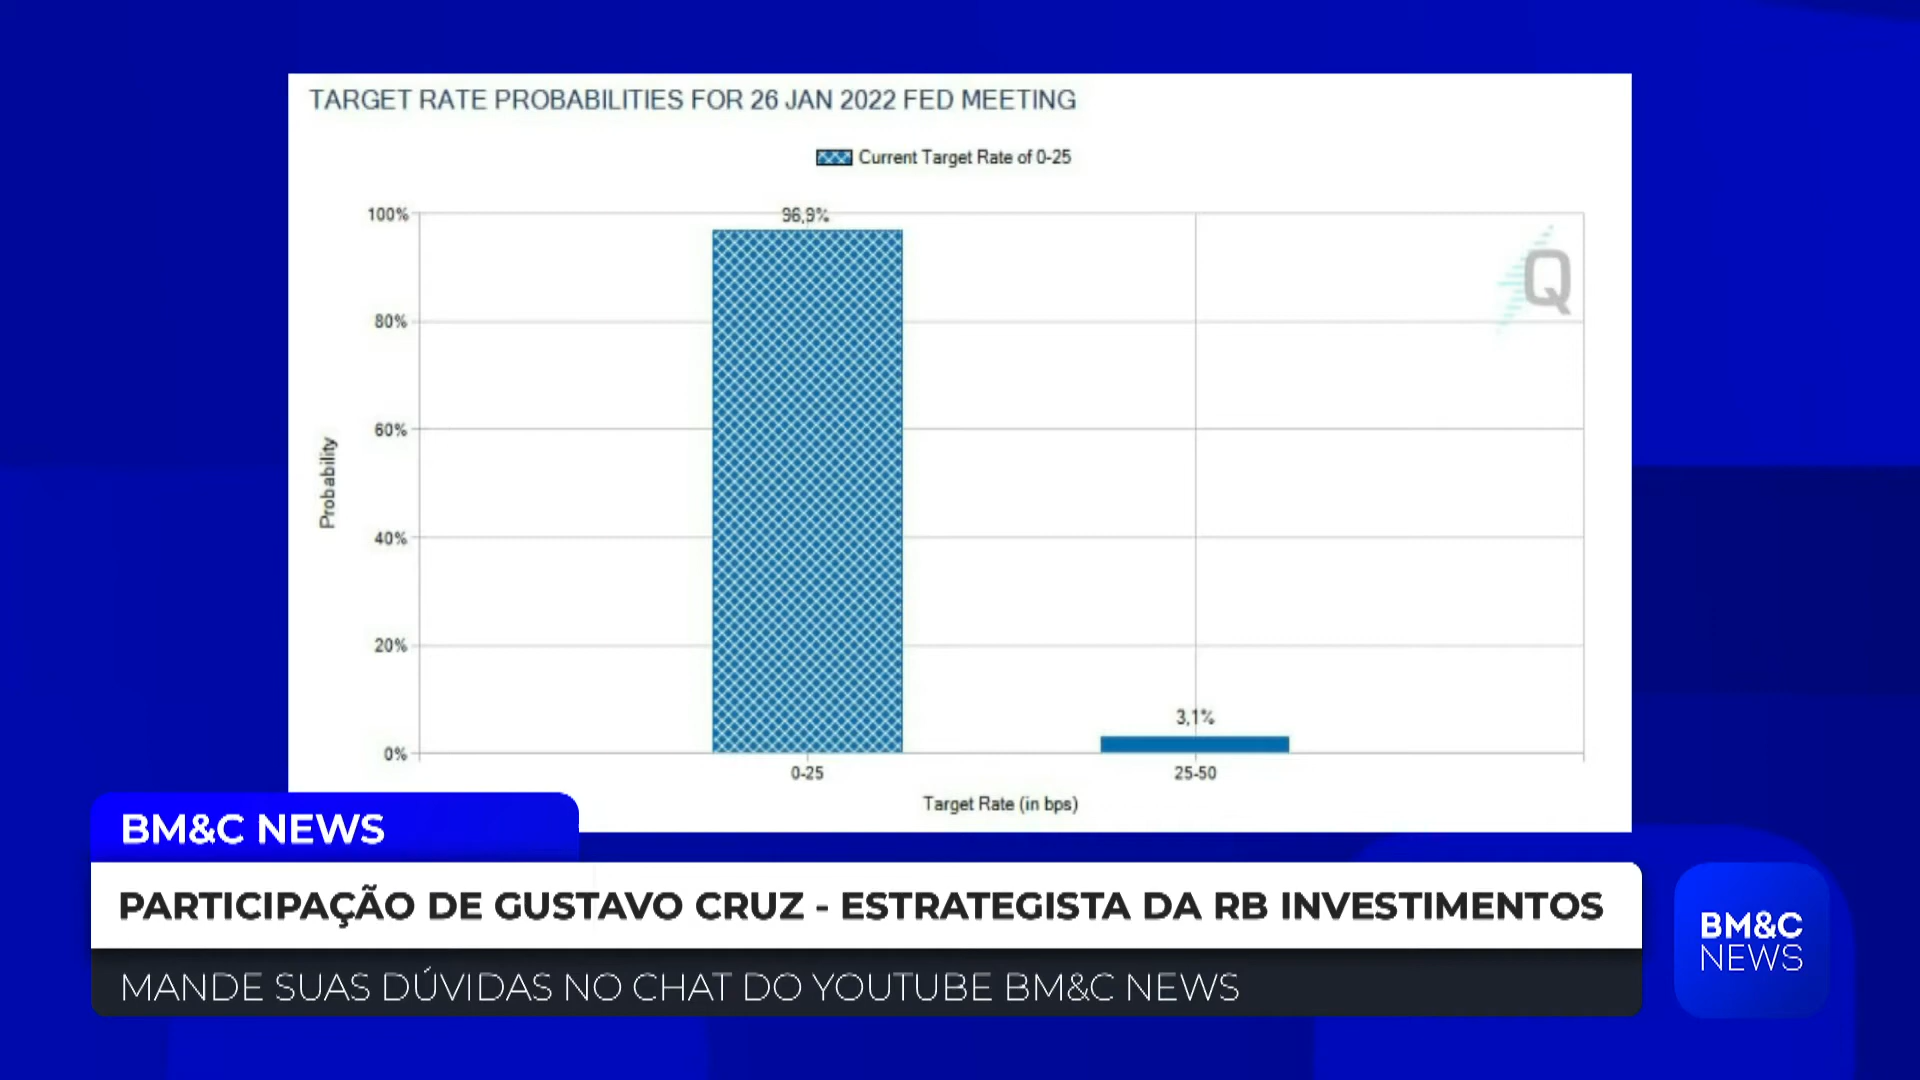 TARGET RATE PROBABILITIES FOR 26 JAN 2022 FED MEETING
Current Target Rate of 0-25
100%
96,9%
Q
80%
60%
Probability
40%
20%
3,1%
0%
0-25
25-50
Target Rate (in bps)
BM&C NEWS
PARTICIPAÇÃO DE GUSTAVO CRUZ - ESTRATEGISTA DA RB INVESTIMENTOS
MANDE SUAS DÚVIDAS NO CHAT DO YOUTUBE BM&C NEWS
BM&C
NEWS